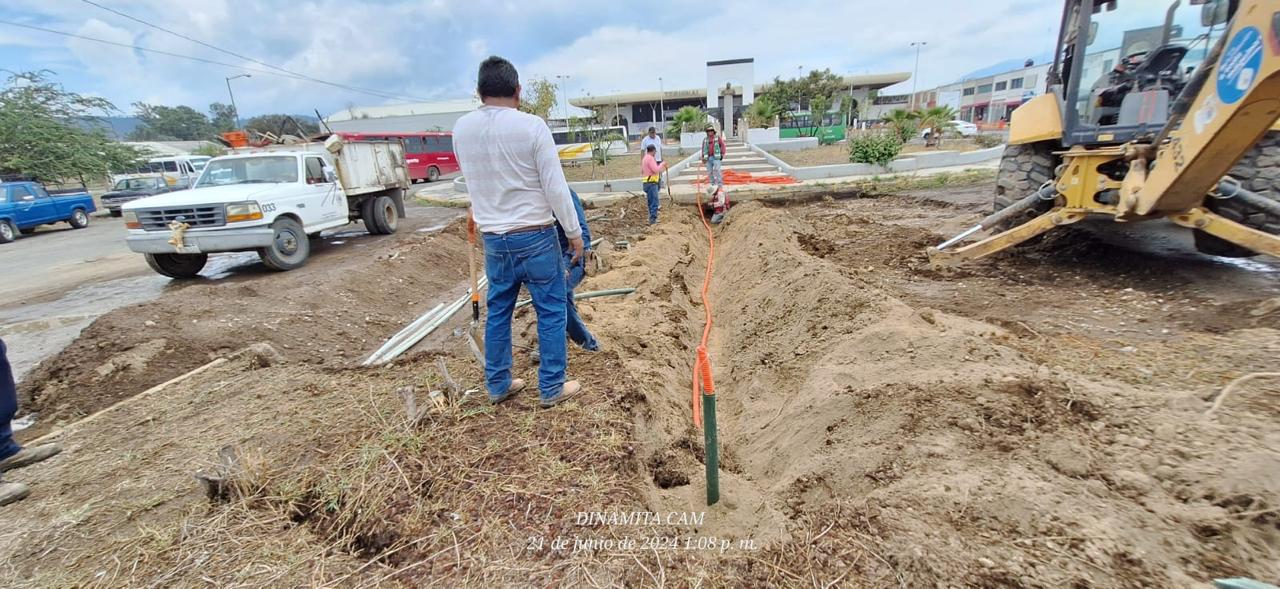 033
DINAMITA CAM
21 de junio de 2024 1:08 p. m.